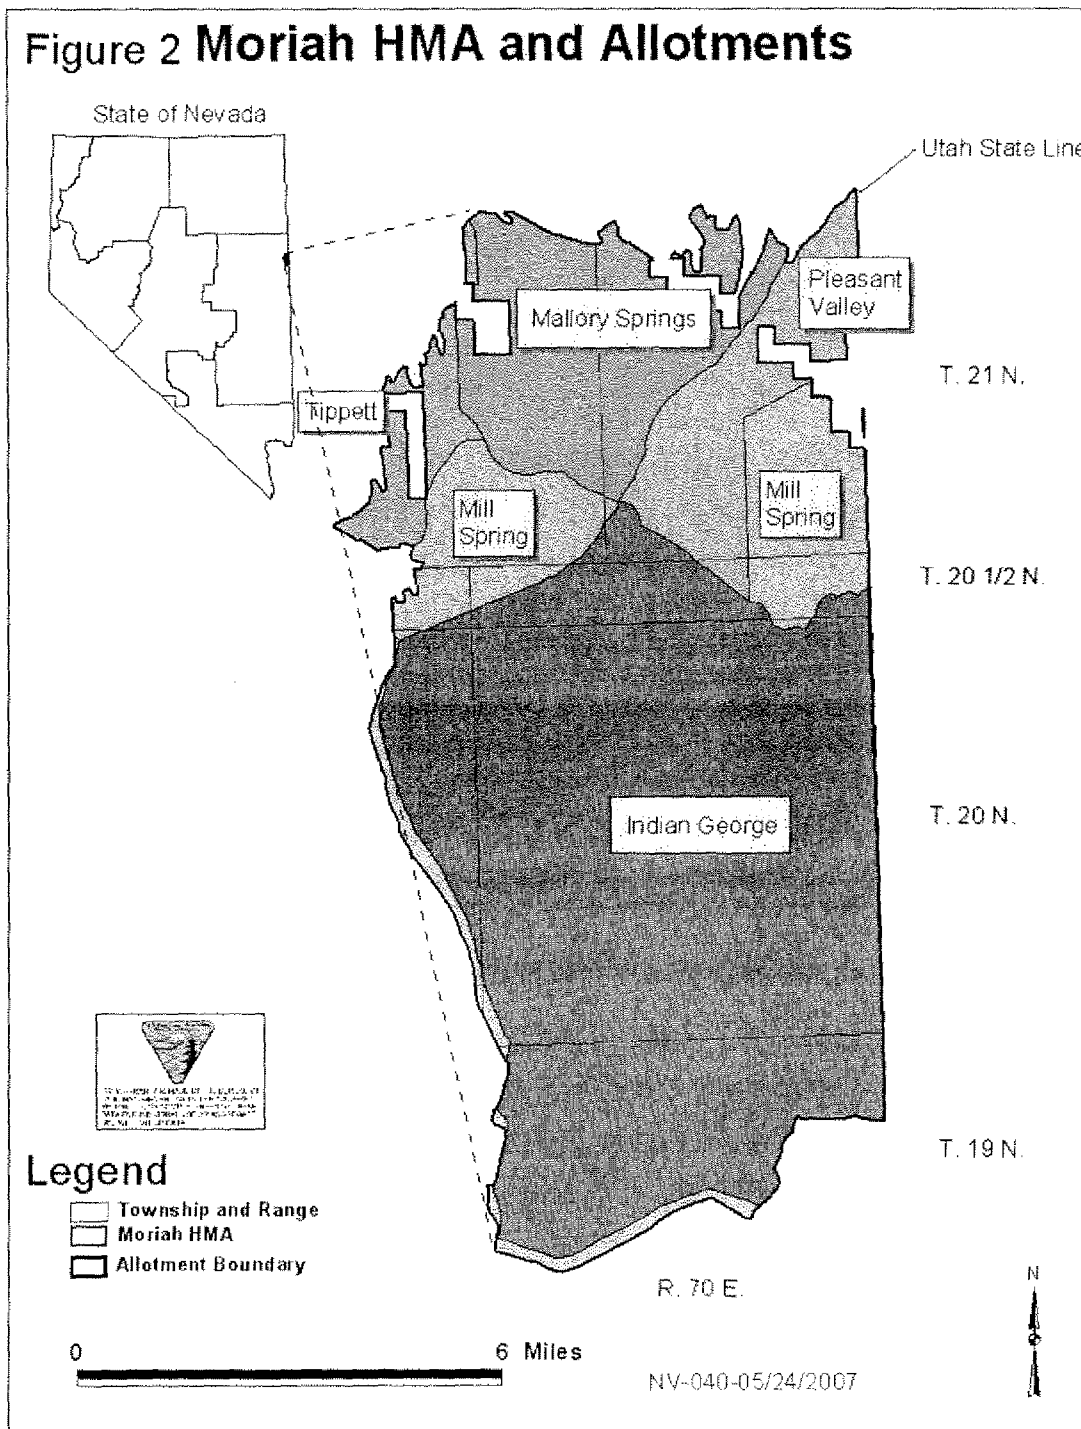 Figure 2 Moriah HMA and Allotments
State of Nevada
Utah State Line
Pleasant
Valley
Mallory Springs
T. 21 N.
Tippett
Mill
Spring
Mill
Spring
T. 20 1/2 N.
Indian George
T. 20 N.
T. 19 N.
Legend
Township and Range
Moriah HMA
Allotment Boundary
R. 70 E.
N
0
6 Miles
NV-040-05/24/2007